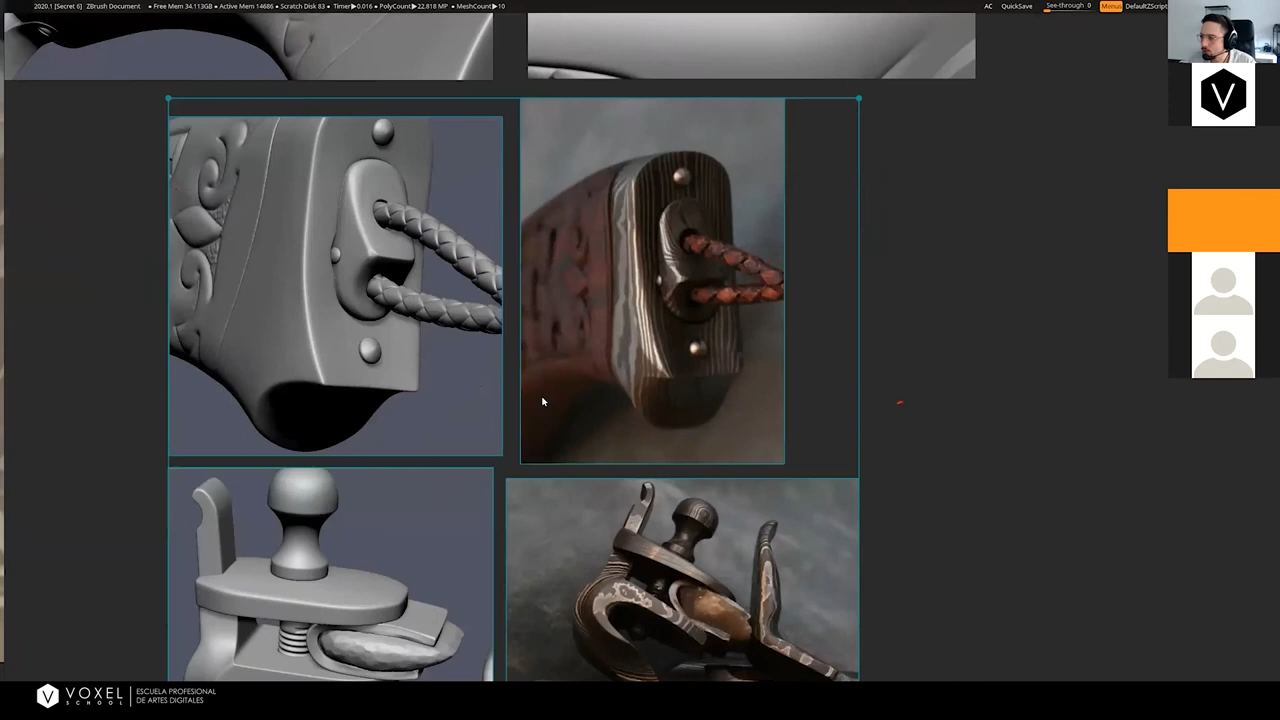 2020.1 [Secret 6] ZBrush Document • Free Mem 34.113GB • Active Mem 14686 • Scratch Disk 83 • Timer▶0.016 • PolyCount▶22.818 MP • MeshCount▶10 AC QuickSave See-through 0 Menus DefaultZScript
V
VOXEL
SCHOOL
ESCUELA PROFESIONAL
DE ARTES DIGITALES